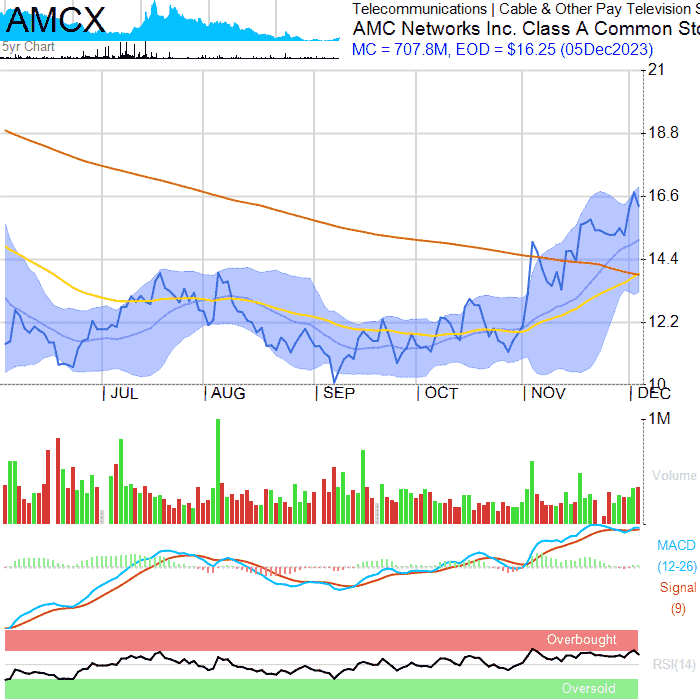 AMCX
5yr Chart
Telecommunications | Cable & Other Pay Television S
AMC Networks Inc. Class A Common Sto
MC = 707.8M, EOD = $16.25 (05Dec2023)
21
18.8
16.6
14.4
12.2
10
JUL AUG SEP OCT NOV DEC
1M
Volume
MACD
(12-26)
Signal
(9)
Overbought
RSI(14)
Oversold